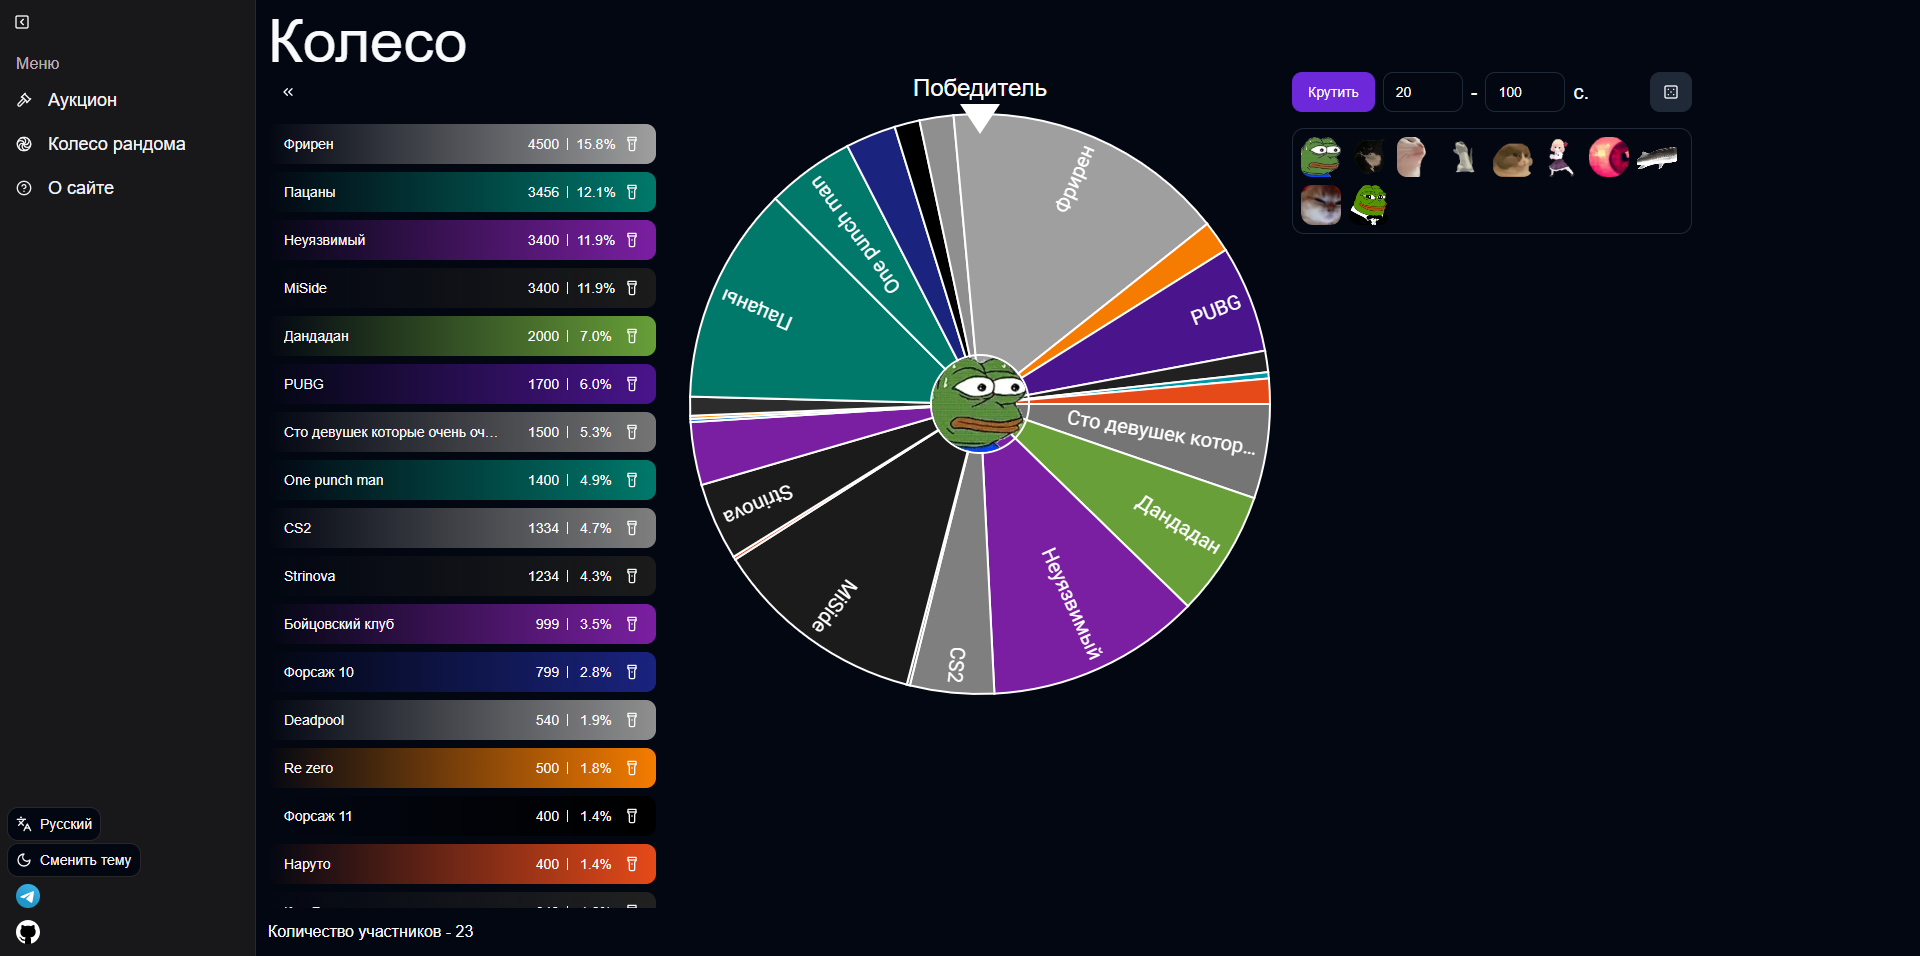 Меню
Аукцион
Колесо рандома
О сайте
Русский
Сменить тему
Колесо
«
Фрирен 4500 | 15.8%
Пацаны 3456 | 12.1%
Неуязвимый 3400 | 11.9%
MiSide 3400 | 11.9%
Дандадан 2000 | 7.0%
PUBG 1700 | 6.0%
Сто девушек которые очень оч... 1500 | 5.3%
One punch man 1400 | 4.9%
CS2 1334 | 4.7%
Strinova 1234 | 4.3%
Бойцовский клуб 999 | 3.5%
Форсаж 10 799 | 2.8%
Deadpool 540 | 1.9%
Re zero 500 | 1.8%
Форсаж 11 400 | 1.4%
Наруто 400 | 1.4%
Количество участников - 23
Победитель
Фрирен
PUBG
Сто девушек котор...
Дандадан
Неуязвимый
CS2
MiSide
Strinova
Пацаны
One punch man
Крутить 20 - 100 с.